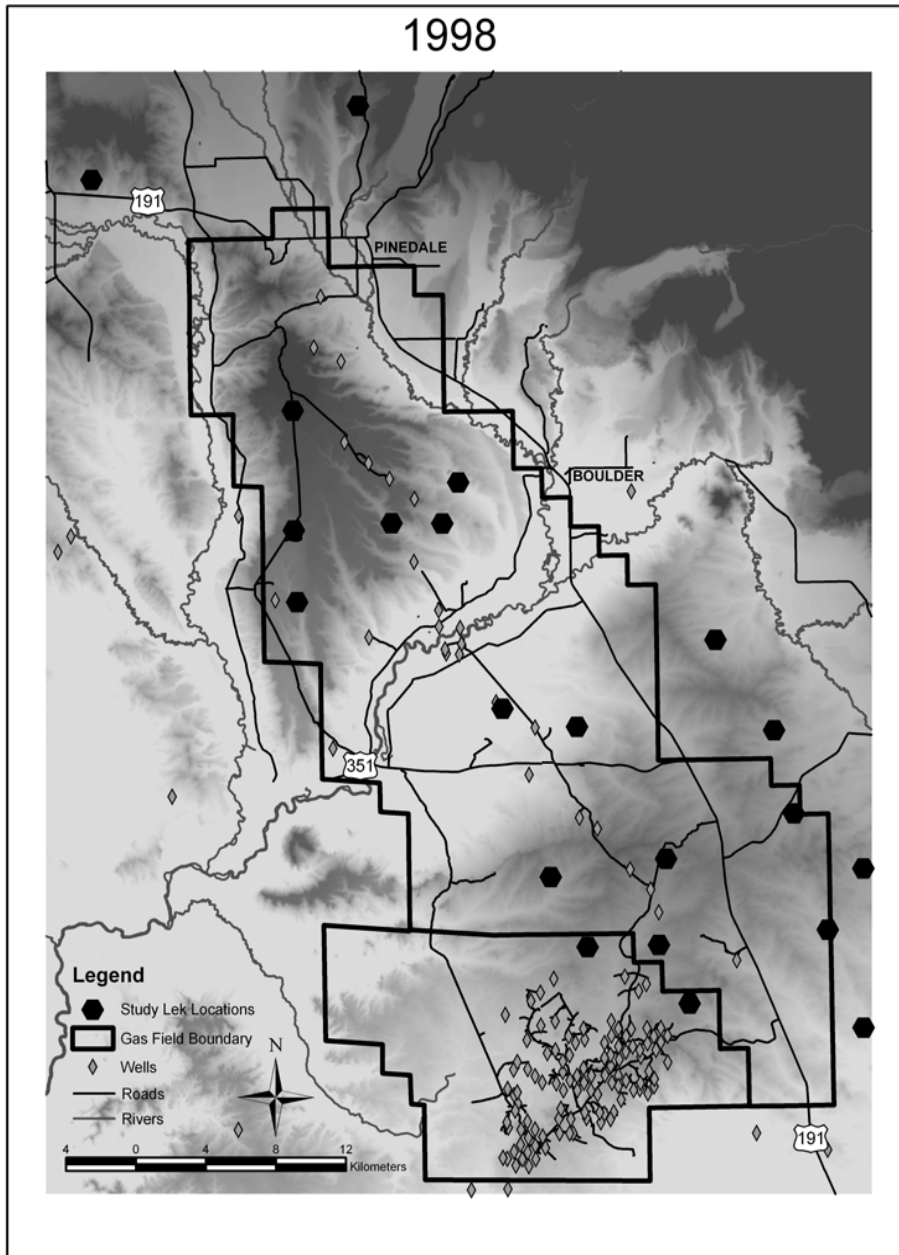 1998
191
PINEDALE
BOULDER
351
Legend
Study Lek Locations
Gas Field Boundary
Wells
Roads
Rivers
N
4 0 4 8 12
Kilometers
191